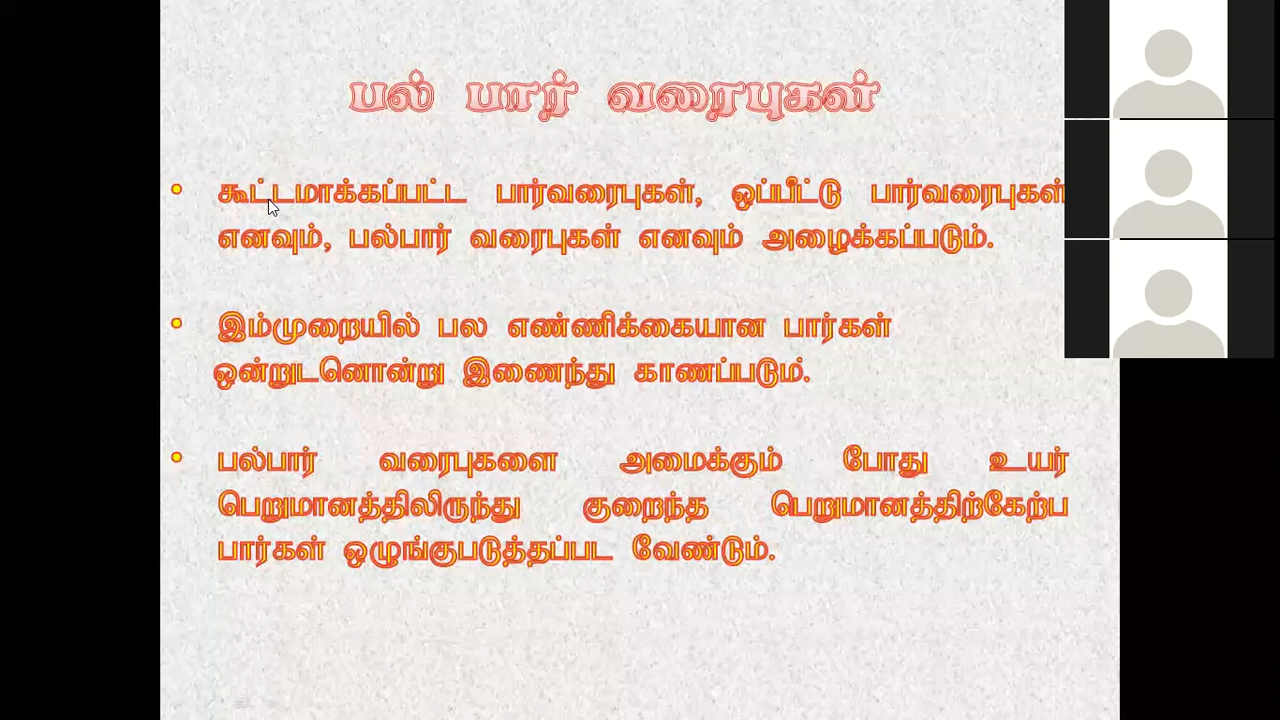 பல் பார் வரைபுகள்
• கூட்டமாக்கப்பட்ட பார்வரைபுகள், ஒப்பீட்டு பார்வரைபுகள்
எனவும், பல்பார் வரைபுகள் எனவும் அழைக்கப்படும்.
• இம்முறையில் பல எண்ணிக்கையான பார்கள்
ஒன்றுடனொன்று இணைந்து காணப்படும்.
• பல்பார் வரைபுகளை அமைக்கும் போது உயர்
பெறுமானத்திலிருந்து குறைந்த பெறுமானத்திற்கேற்ப
பார்கள் ஒழுங்குபடுத்தப்பட வேண்டும்.